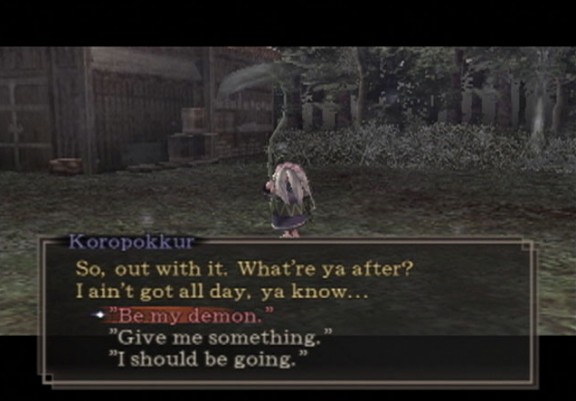 Koropokkur
So, out with it. What're ya after?
I ain't got all day, ya know...
"Be my demon."
"Give me something."
"I should be going."